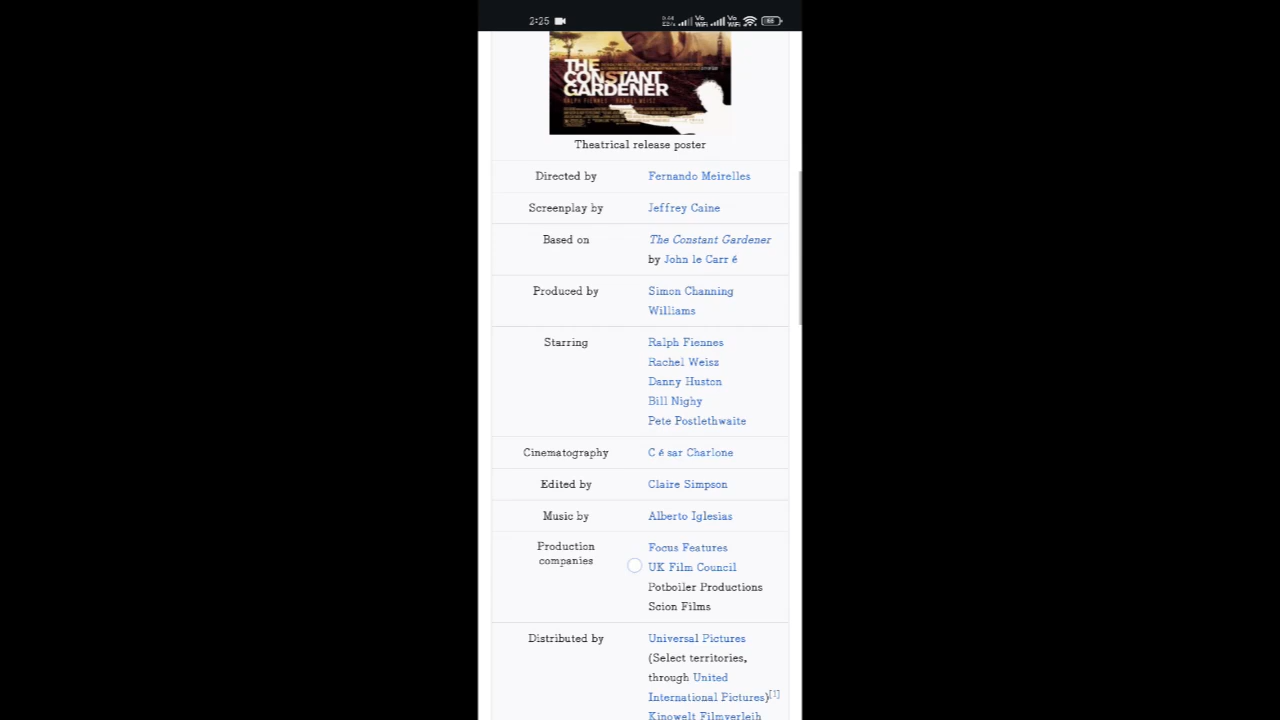 2:25
THE
CONSTANT
GARDENER
RALPH FIENNES RACHEL WEISZ
Theatrical release poster
Directed by Fernando Meirelles
Screenplay by Jeffrey Caine
Based on The Constant Gardener
by John le Carr é
Produced by Simon Channing
Williams
Starring Ralph Fiennes
Rachel Weisz
Danny Huston
Bill Nighy
Pete Postlethwaite
Cinematography C é sar Charlone
Edited by Claire Simpson
Music by Alberto Iglesias
Production Focus Features
companies UK Film Council
Potboiler Productions
Scion Films
Distributed by Universal Pictures
(Select territories,
through United
International Pictures)[1]
Kinowelt Filmverleih